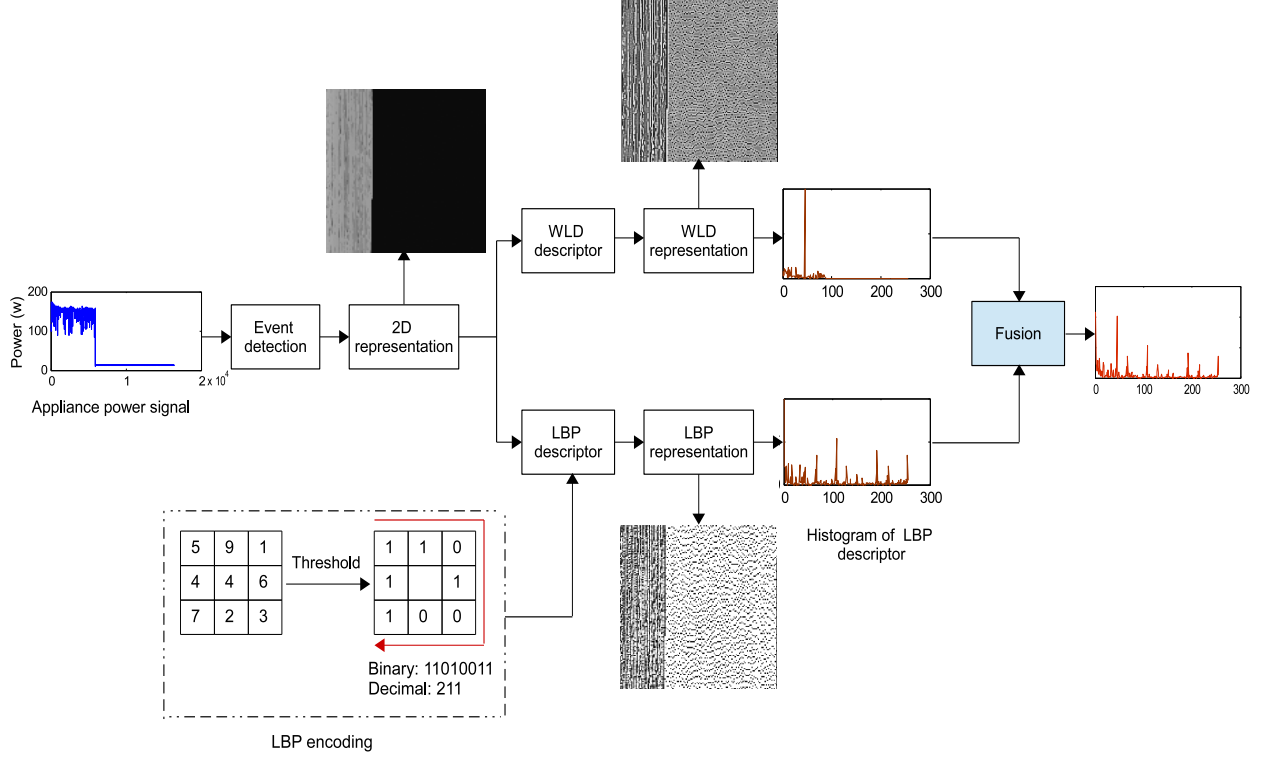 WLD
descriptor
WLD
representation
0
100
200
300
200
100
0
Power (w)
0
1
2 x 10^4
Appliance power signal
Event
detection
2D
representation
Fusion
0
100
200
300
LBP
descriptor
LBP
representation
0
100
200
300
Histogram of LBP
descriptor
5 9 1
4 4 6
7 2 3
Threshold
1 1 0
1 1
1 0 0
Binary: 11010011
Decimal: 211
LBP encoding